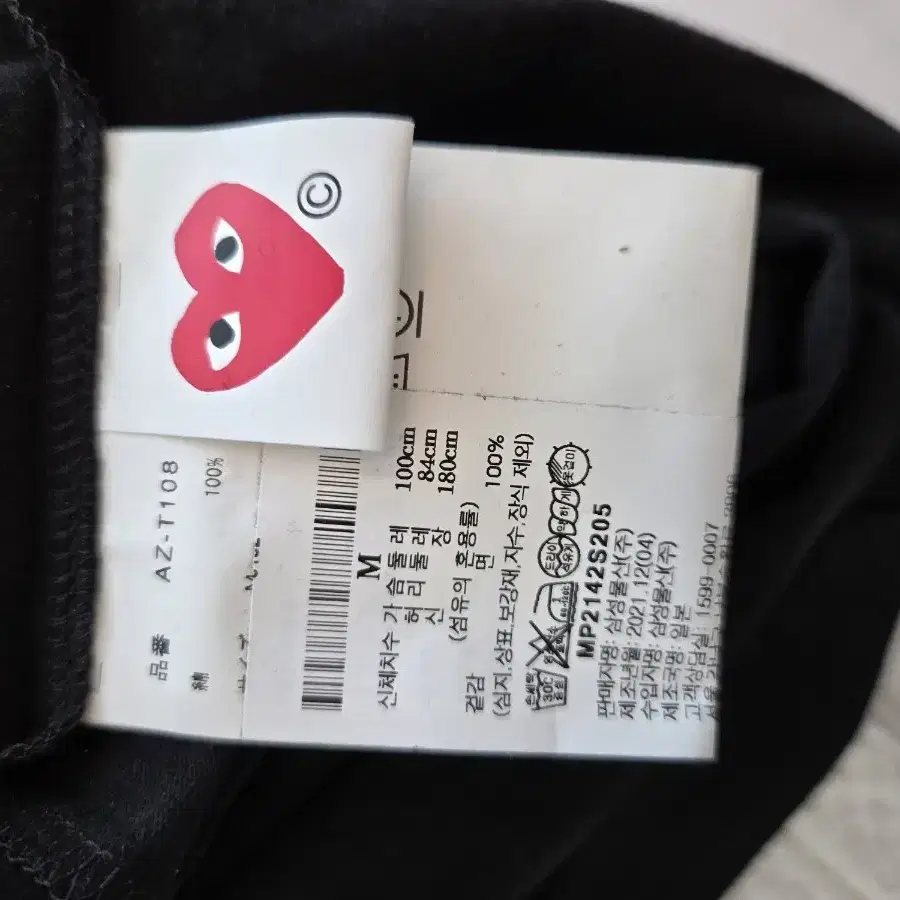 ©
品番 AZ-T108
綿 100%
M
신체치수 가슴둘레 100cm
허리둘레 84cm
신장 180cm
(섬유의 혼용률)
겉감 면 100%
(심지,상표,보강재,자수,장식 제외)
MP2142S205
판매자명: 삼성물산(주)
제조년월: 2021.12(04)
수입자명: 삼성물산(주)
제조국명: 일본
고객상담실: 1599-0007